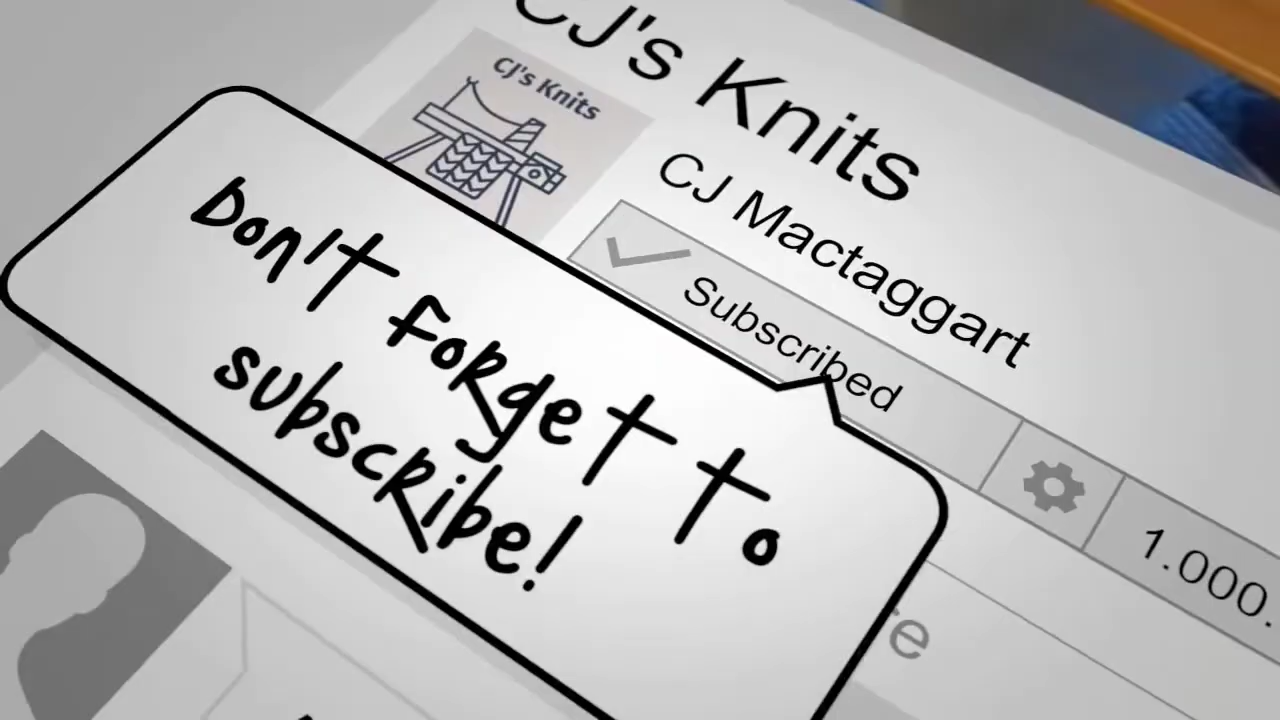 CJ's Knits
CJ's Knits
CJ Mactaggart
Subscribed
1.000.
Don't forget to
subscribe!